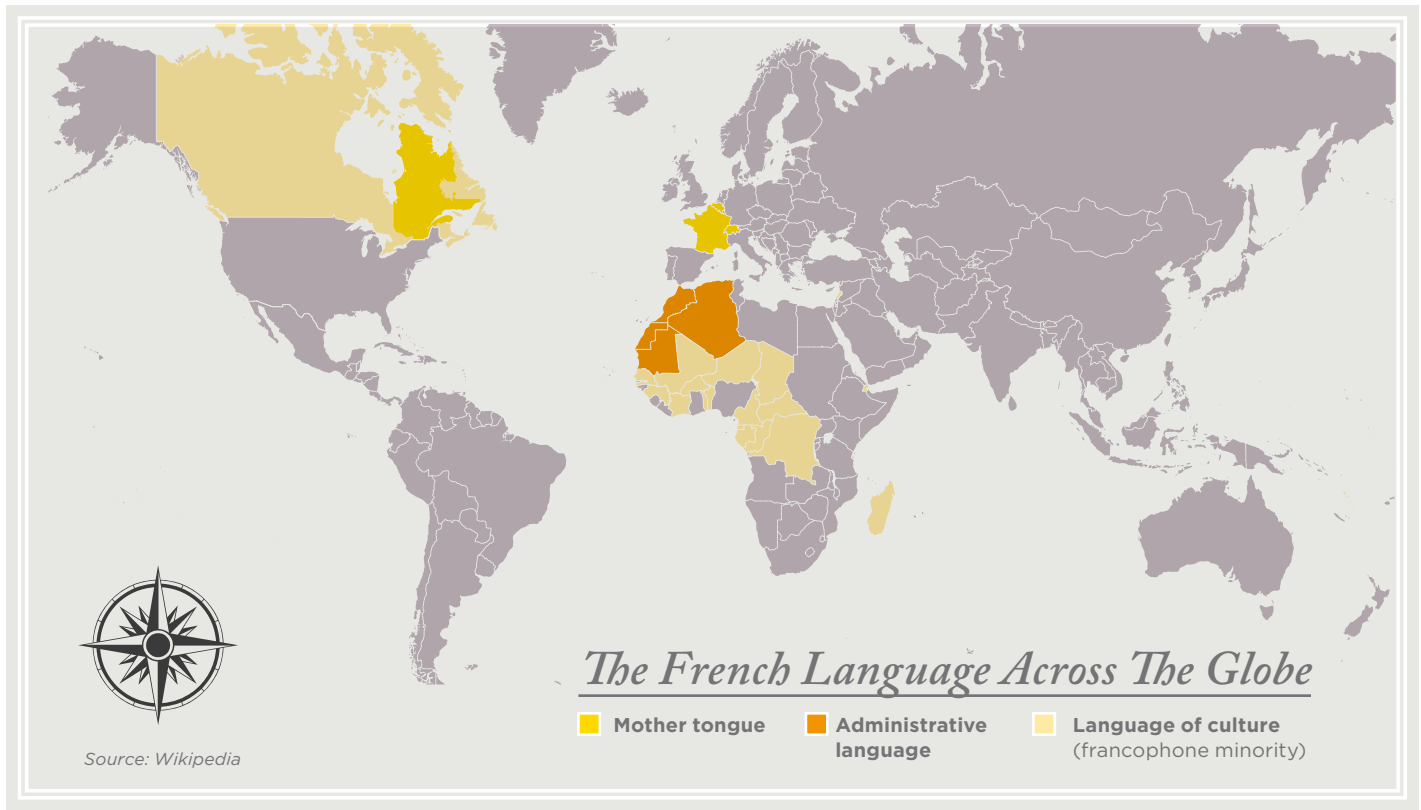 The French Language Across The Globe
Mother tongue
Administrative
language
Language of culture
(francophone minority)
Source: Wikipedia